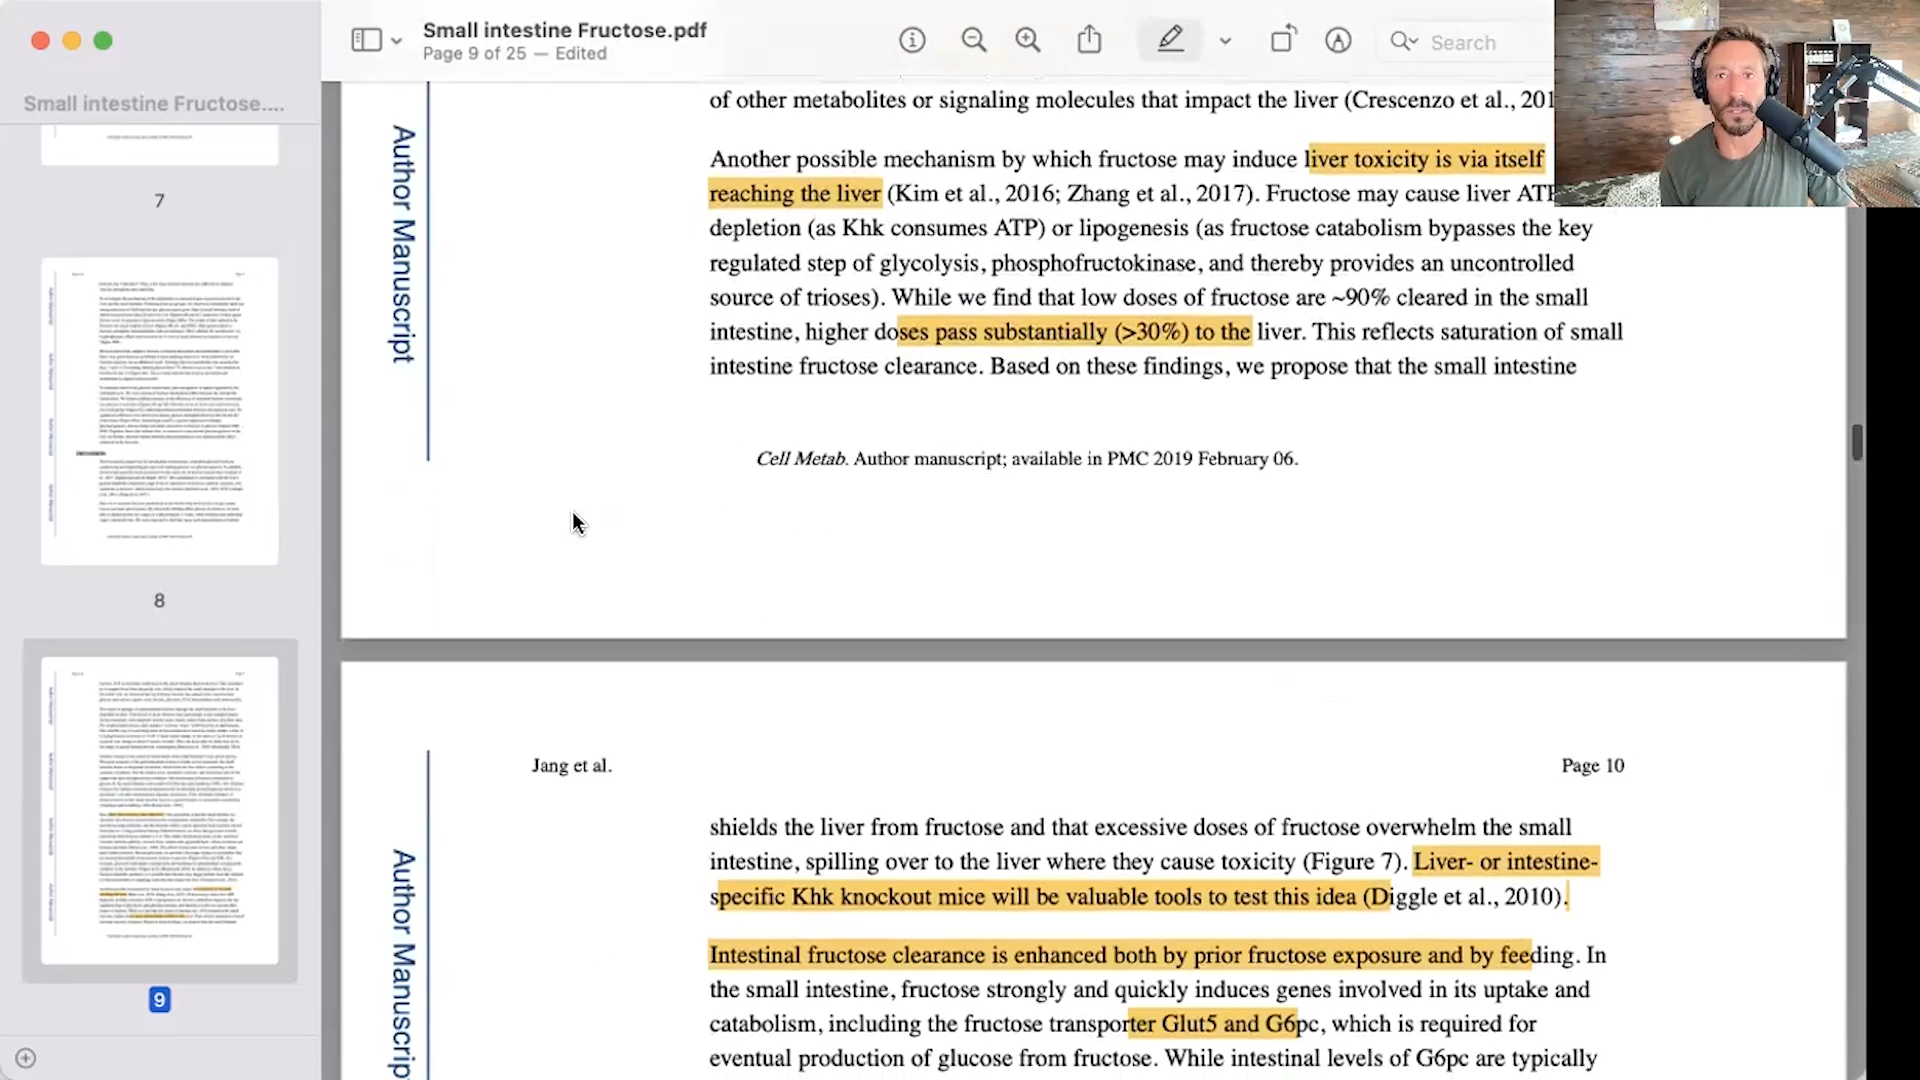 Small intestine Fructose.pdf
Page 9 of 25 — Edited
Search
Small intestine Fructose....
7
8
9
Author Manuscript
of other metabolites or signaling molecules that impact the liver (Crescenzo et al., 201
Another possible mechanism by which fructose may induce liver toxicity is via itself
reaching the liver (Kim et al., 2016; Zhang et al., 2017). Fructose may cause liver ATP
depletion (as Khk consumes ATP) or lipogenesis (as fructose catabolism bypasses the key
regulated step of glycolysis, phosphofructokinase, and thereby provides an uncontrolled
source of trioses). While we find that low doses of fructose are ~90% cleared in the small
intestine, higher doses pass substantially (>30%) to the liver. This reflects saturation of small
intestine fructose clearance. Based on these findings, we propose that the small intestine
Cell Metab. Author manuscript; available in PMC 2019 February 06.
Jang et al.
Page 10
Author Manuscript
shields the liver from fructose and that excessive doses of fructose overwhelm the small
intestine, spilling over to the liver where they cause toxicity (Figure 7). Liver- or intestine-
specific Khk knockout mice will be valuable tools to test this idea (Diggle et al., 2010).
Intestinal fructose clearance is enhanced both by prior fructose exposure and by feeding. In
the small intestine, fructose strongly and quickly induces genes involved in its uptake and
catabolism, including the fructose transporter Glut5 and G6pc, which is required for
eventual production of glucose from fructose. While intestinal levels of G6pc are typically